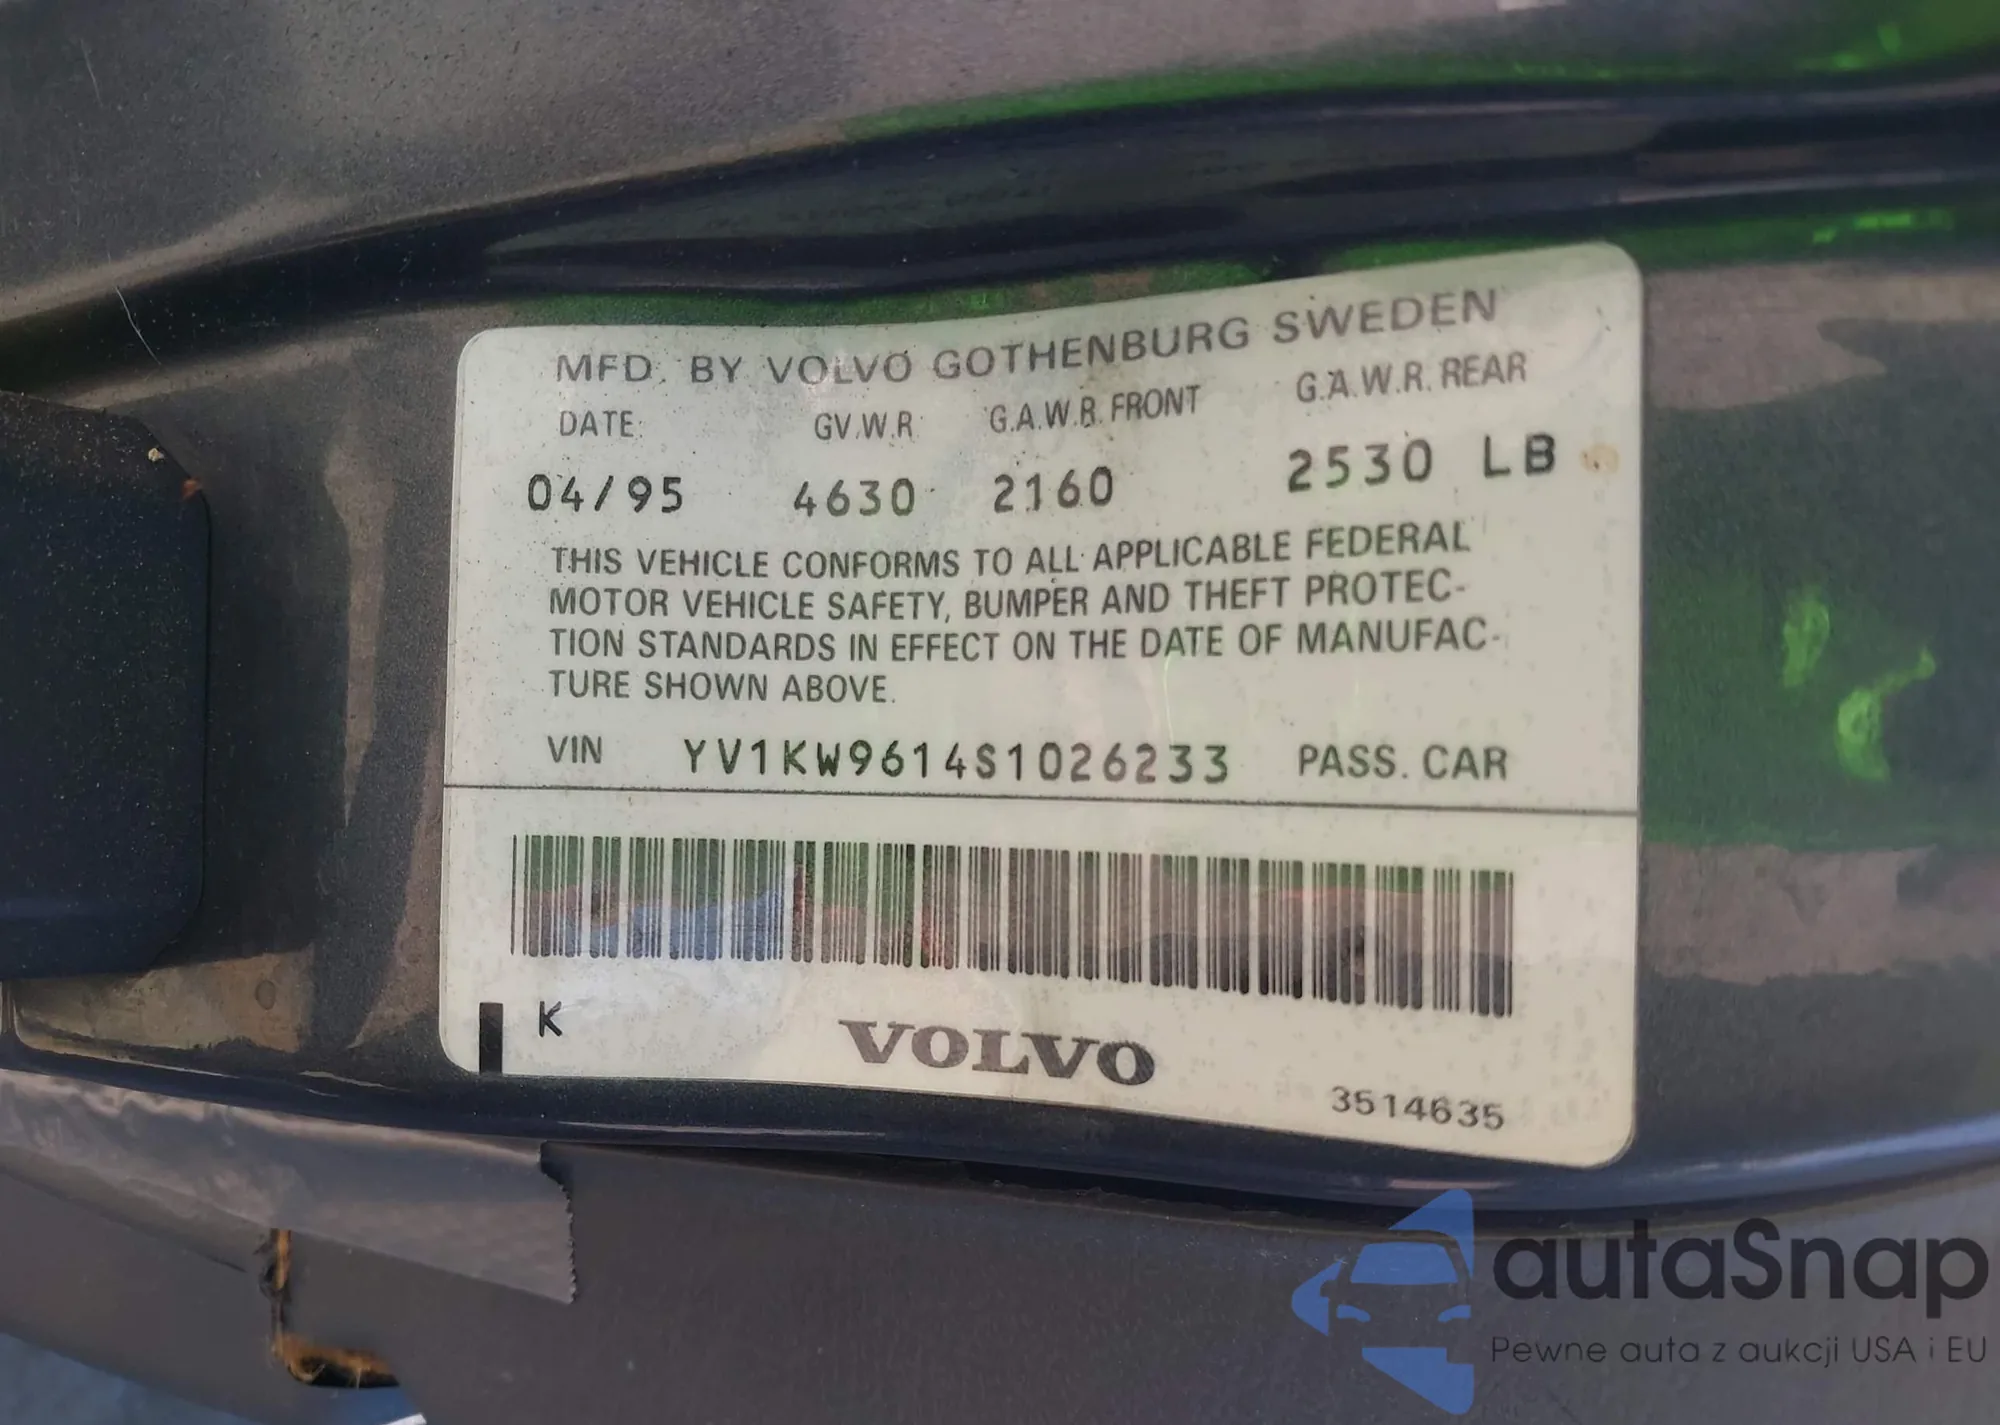 MFD. BY VOLVO GOTHENBURG SWEDEN
DATE: G.V.W.R. G.A.W.R. FRONT G.A.W.R. REAR
04/95 4630 2160 2530 LB
THIS VEHICLE CONFORMS TO ALL APPLICABLE FEDERAL
MOTOR VEHICLE SAFETY, BUMPER AND THEFT PROTEC-
TION STANDARDS IN EFFECT ON THE DATE OF MANUFAC-
TURE SHOWN ABOVE.
VIN YV1KW9614S1026233 PASS. CAR
K
VOLVO
3514635
autaSnap
Pewne auta z aukcji USA i EU